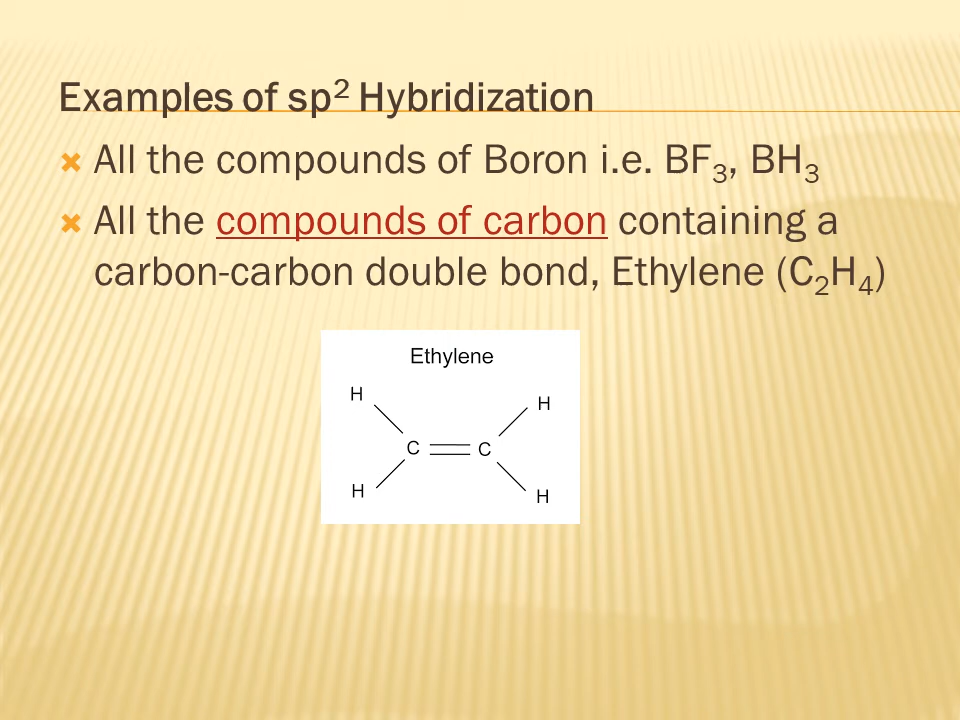 Examples of sp² Hybridization
All the compounds of Boron i.e. BF₃, BH₃
All the compounds of carbon containing a
carbon-carbon double bond, Ethylene (C₂H₄)
Ethylene
H H
C C
H H